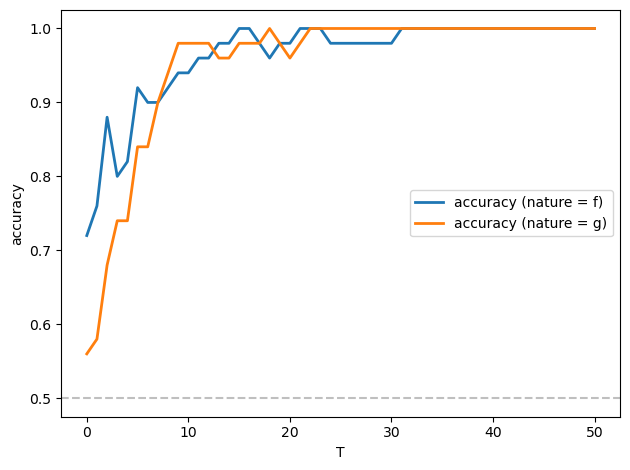 1.0
0.9
0.8
0.7
0.6
0.5
accuracy
accuracy (nature = f)
accuracy (nature = g)
0 10 20 30 40 50
T